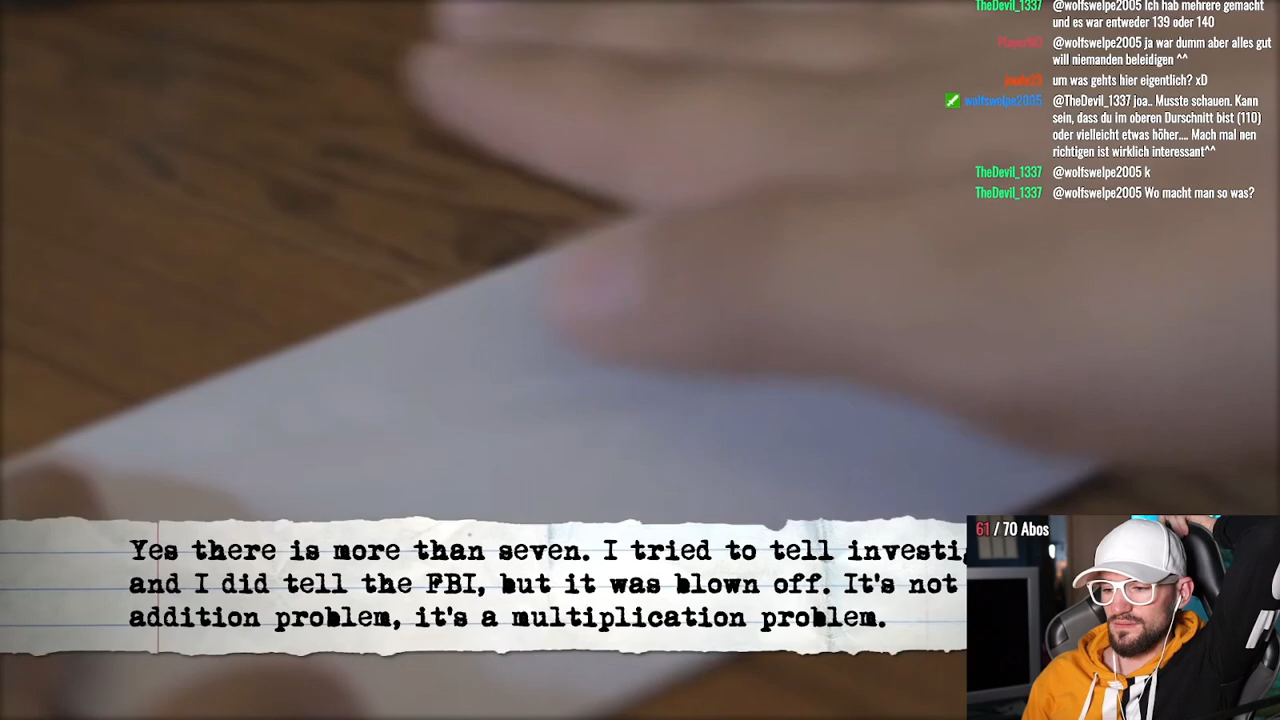 TheDevil_1337 @wolfswelpe2005 Ich hab mehrere gemacht
und es war entweder 139 oder 140
@wolfswelpe2005 ja war dumm aber alles gut
will niemanden beleidigen ^^
um was gehts hier eigentlich? xD
wolfswelpe2005 @TheDevil_1337 joa.. Musste schauen. Kann
sein, dass du im oberen Durschnitt bist (110)
oder vielleicht etwas höher.... Mach mal nen
richtigen ist wirklich interessant^^
TheDevil_1337 @wolfswelpe2005 k
TheDevil_1337 @wolfswelpe2005 Wo macht man so was?
Yes there is more than seven. I tried to tell
and I did tell the FBI, but it was blown off. It's not
addition problem, it's a multiplication problem.
61 / 70 Abos